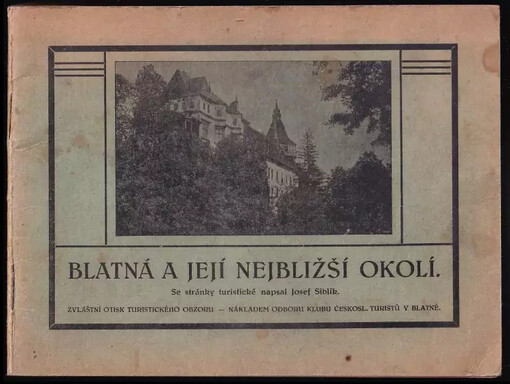 BLATNÁ A JEJÍ NEJBLIŽŠÍ OKOLÍ.
Se stránky turistické napsal Josef Siblík.
ZVLÁŠTNÍ OTISK TURISTICKÉHO OBZORU — NÁKLADEM ODBORU KLUBU ČESKOSL. TURISTŮ V BLATNÉ.